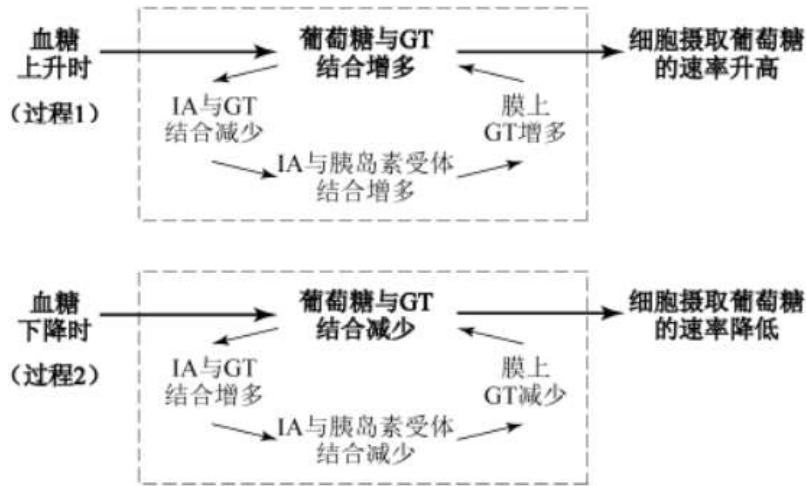 血糖
上升时
（过程1）
葡萄糖与GT
结合增多
细胞摄取葡萄糖
的速率升高
IA与GT
结合减少
膜上
GT增多
IA与胰岛素受体
结合增多
血糖
下降时
（过程2）
葡萄糖与GT
结合减少
细胞摄取葡萄糖
的速率降低
IA与GT
结合增多
膜上
GT减少
IA与胰岛素受体
结合减少